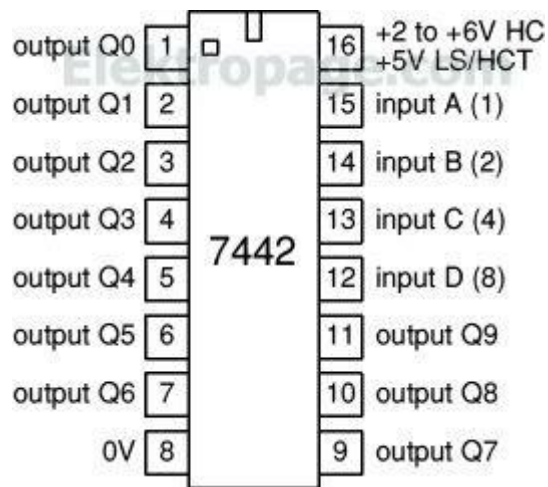 output Q0 1 16 +2 to +6V HC
+5V LS/HCT
Elektropage.com
output Q1 2 15 input A (1)
output Q2 3 14 input B (2)
output Q3 4 13 input C (4)
7442
output Q4 5 12 input D (8)
output Q5 6 11 output Q9
output Q6 7 10 output Q8
0V 8 9 output Q7